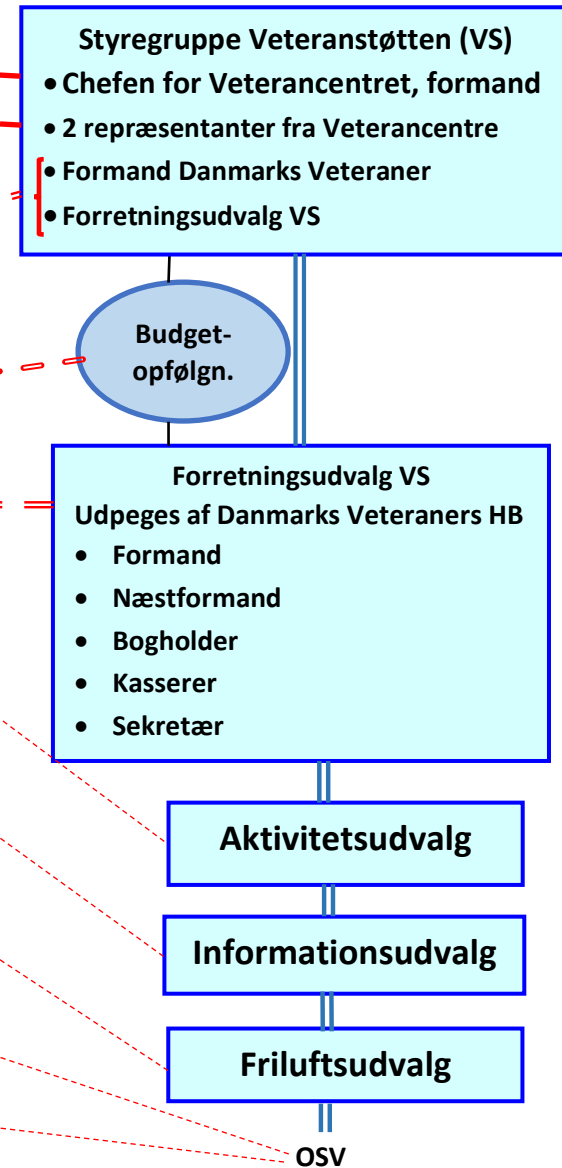 Styregruppe Veteranstøtten (VS)
• Chefen for Veterancentret, formand
• 2 repræsentanter fra Veterancentre
• Formand Danmarks Veteraner
• Forretningsudvalg VS
Budget-
opfølgn.
Forretningsudvalg VS
Udpeges af Danmarks Veteraners HB
• Formand
• Næstformand
• Bogholder
• Kasserer
• Sekretær
Aktivitetsudvalg
Informationsudvalg
Friluftsudvalg
OSV